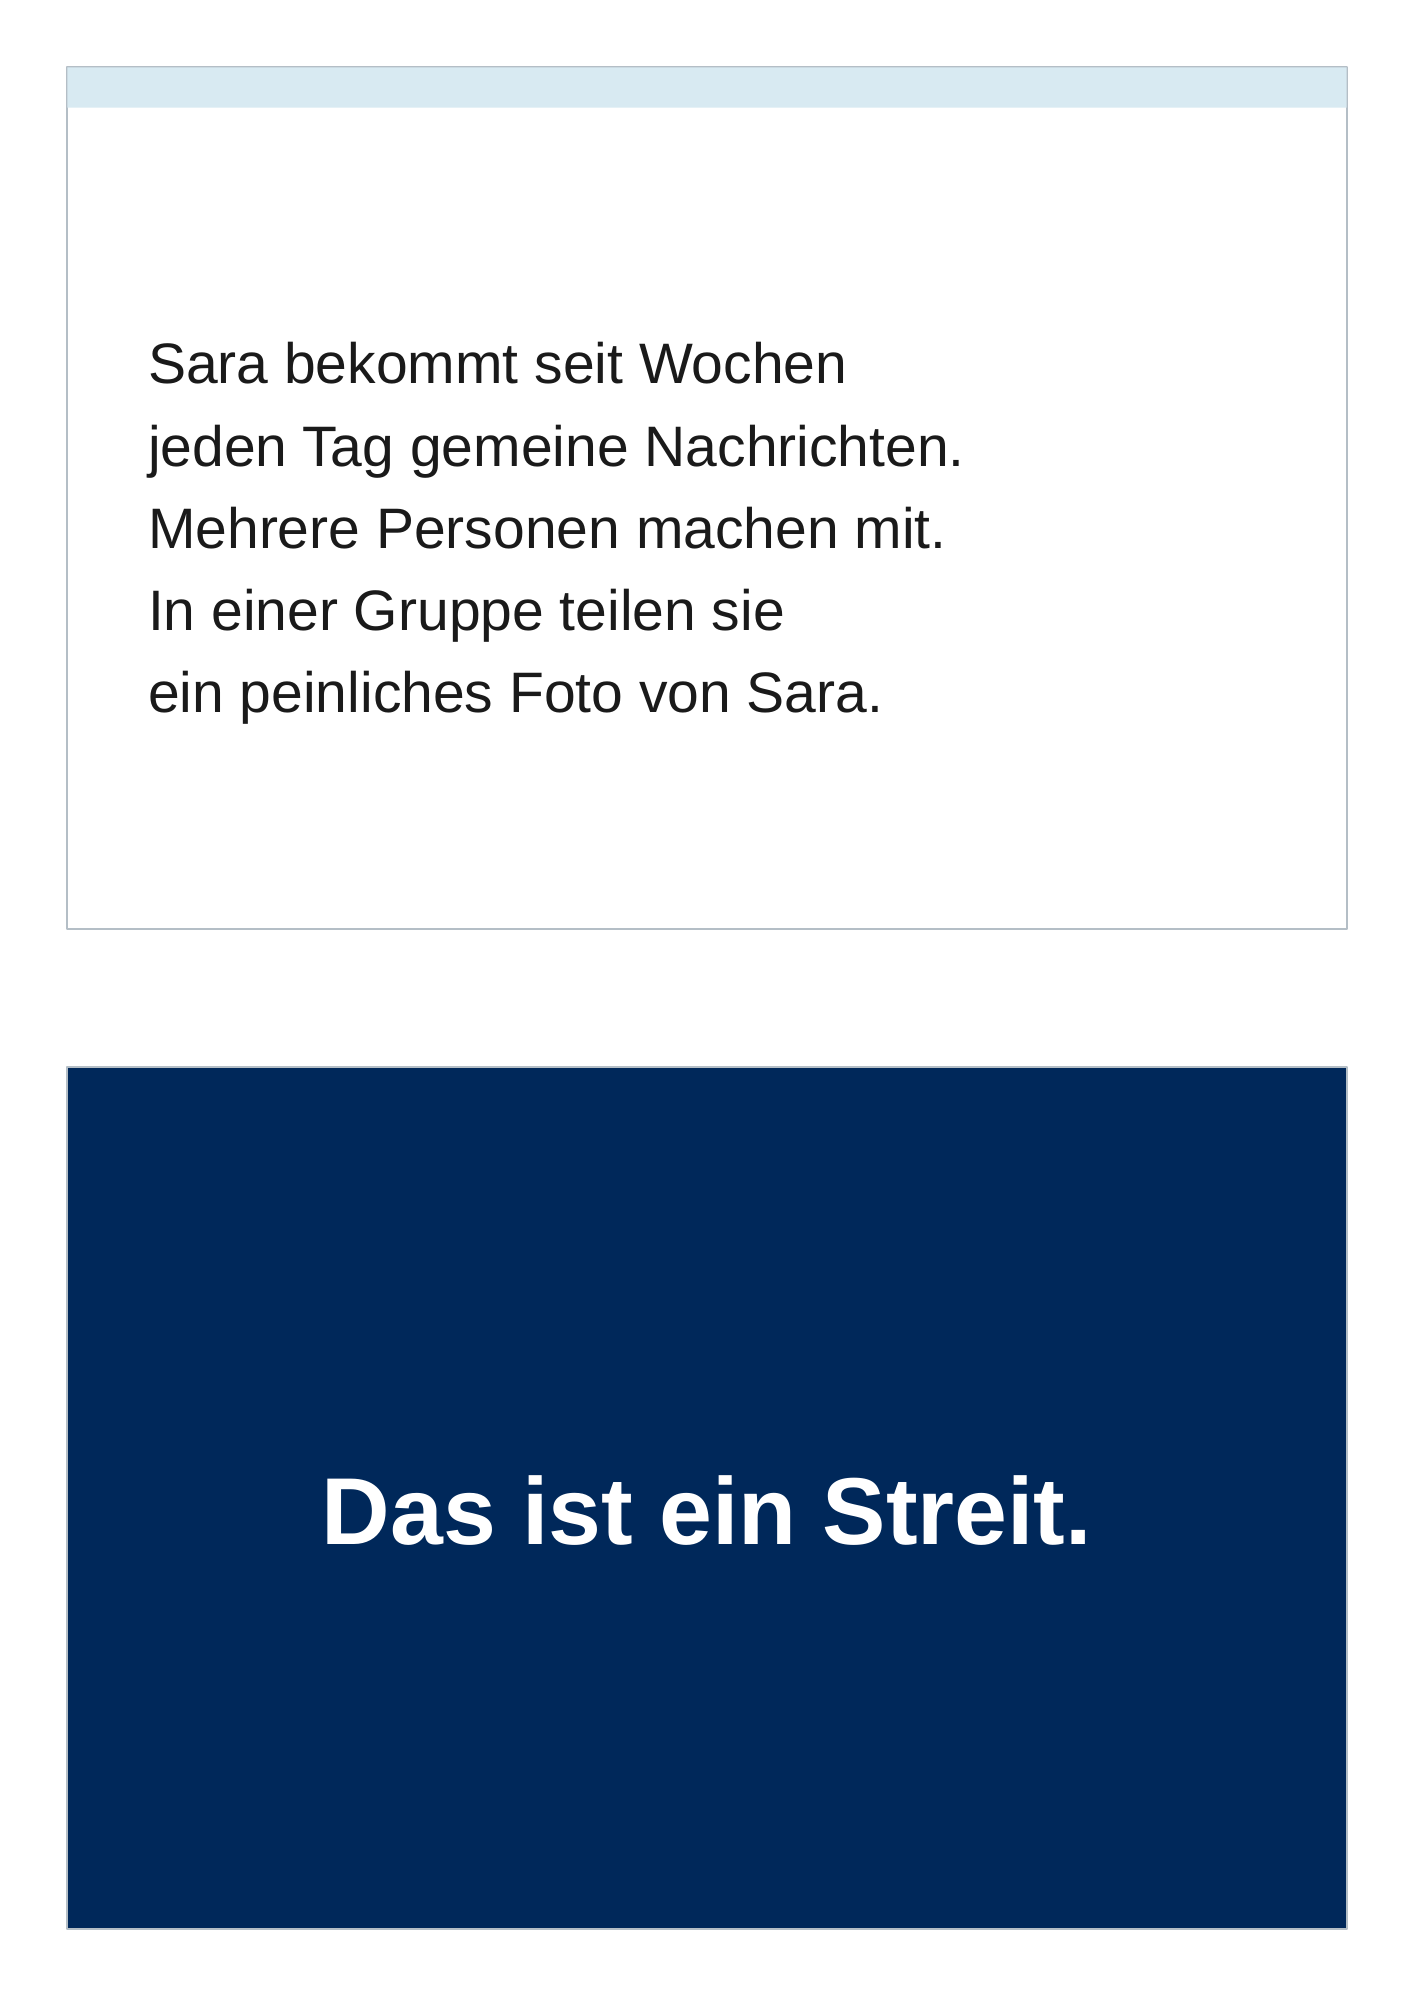 Sara bekommt seit Wochen
jeden Tag gemeine Nachrichten.
Mehrere Personen machen mit.
In einer Gruppe teilen sie
ein peinliches Foto von Sara.
Das ist ein Streit.